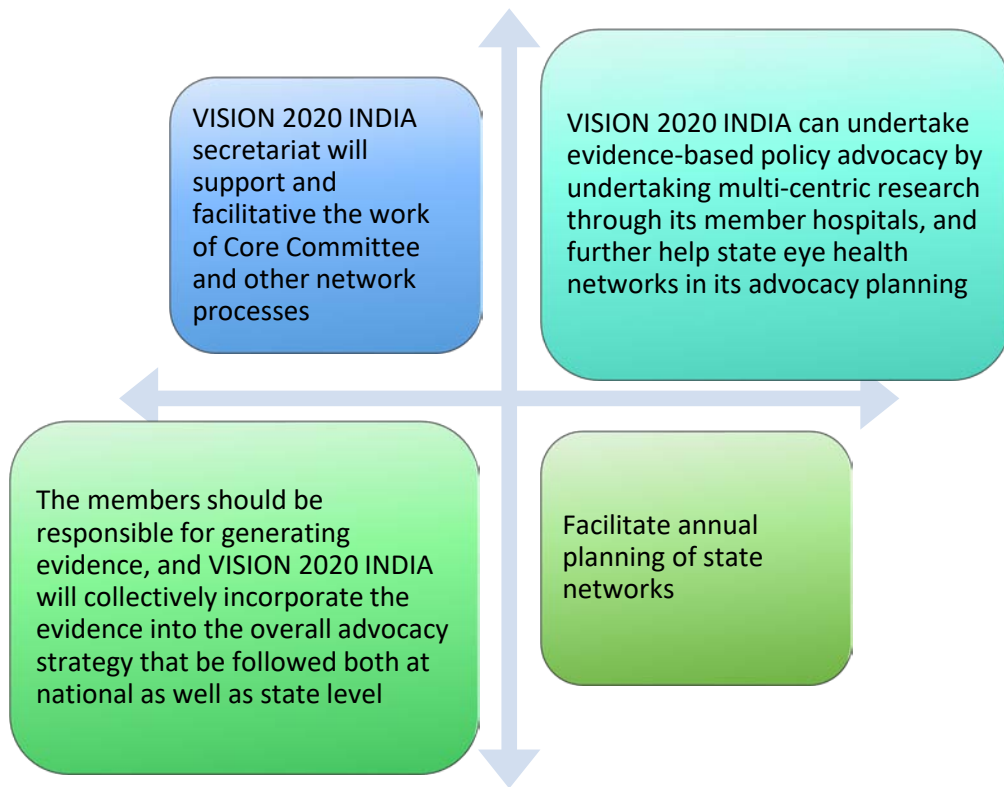 VISION 2020 INDIA
secretariat will
support and
facilitative the work
of Core Committee
and other network
processes
VISION 2020 INDIA can undertake
evidence-based policy advocacy by
undertaking multi-centric research
through its member hospitals, and
further help state eye health
networks in its advocacy planning
The members should be
responsible for generating
evidence, and VISION 2020 INDIA
will collectively incorporate the
evidence into the overall advocacy
strategy that be followed both at
national as well as state level
Facilitate annual
planning of state
networks